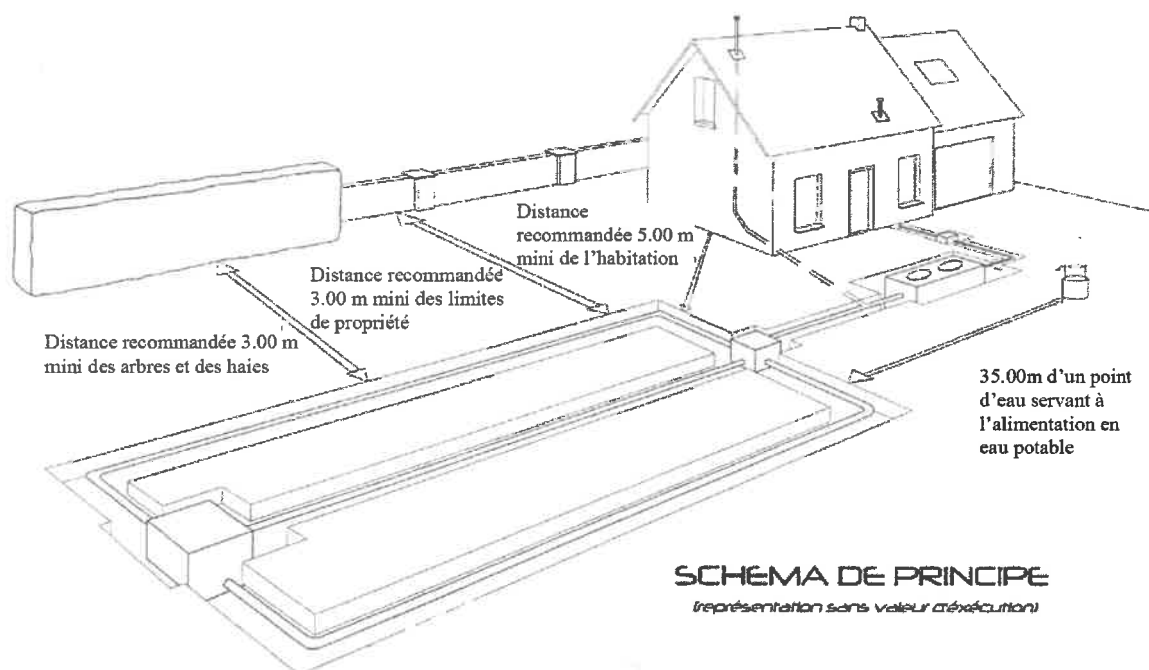 Distance
recommandée 5.00 m
mini de l'habitation
Distance recommandée
3.00 m mini des limites
de propriété
Distance recommandée 3.00 m
mini des arbres et des haies
35.00m d'un point
d'eau servant à
l'alimentation en
eau potable
SCHEMA DE PRINCIPE
(représentation sans valeur d'éxécution)